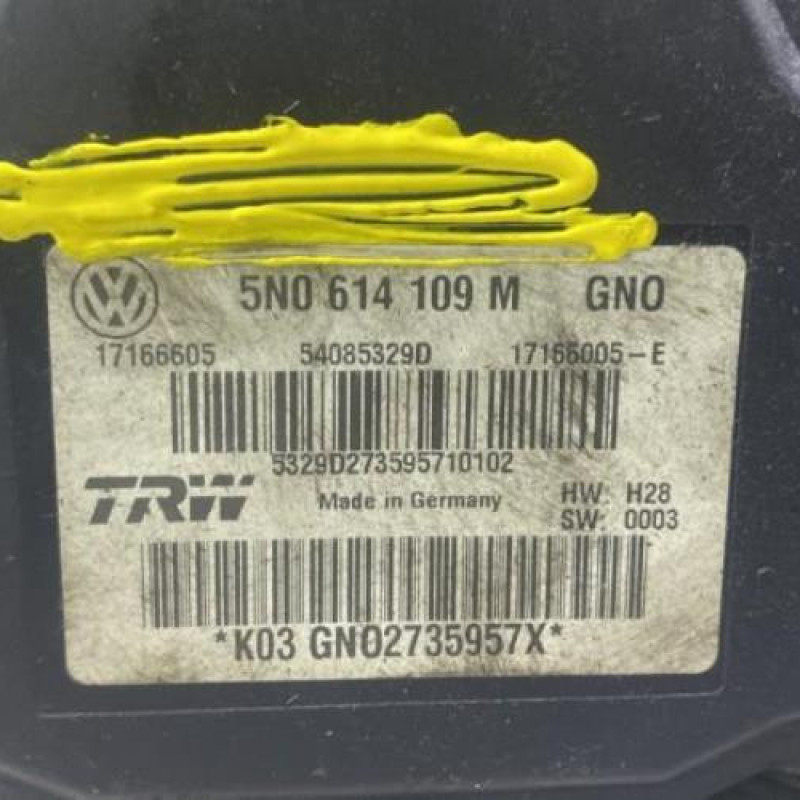 5N0 614 109 M GNO
17166605 54085329D 17166005-E
5329D273595710102
TRW Made in Germany HW: H28
SW: 0003
*K03 GNO2735957X*